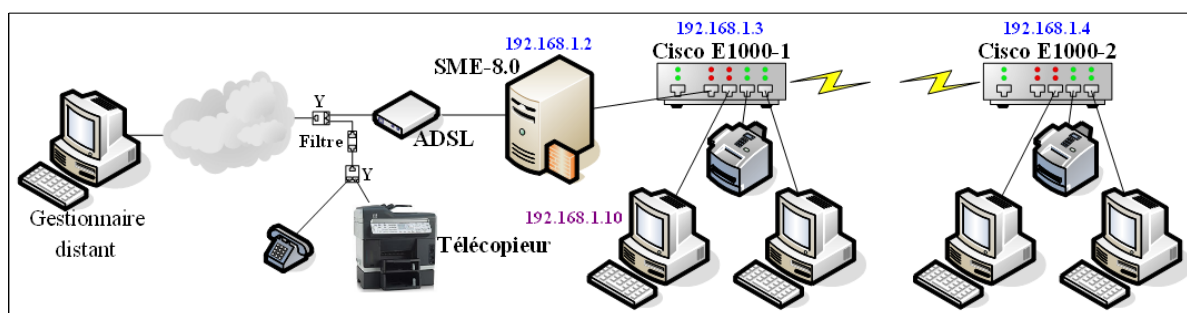 192.168.1.2
SME-8.0
192.168.1.3
Cisco E1000-1
192.168.1.4
Cisco E1000-2
Y
Filtre
Y
ADSL
Gestionnaire
distant
Télécopieur
192.168.1.10